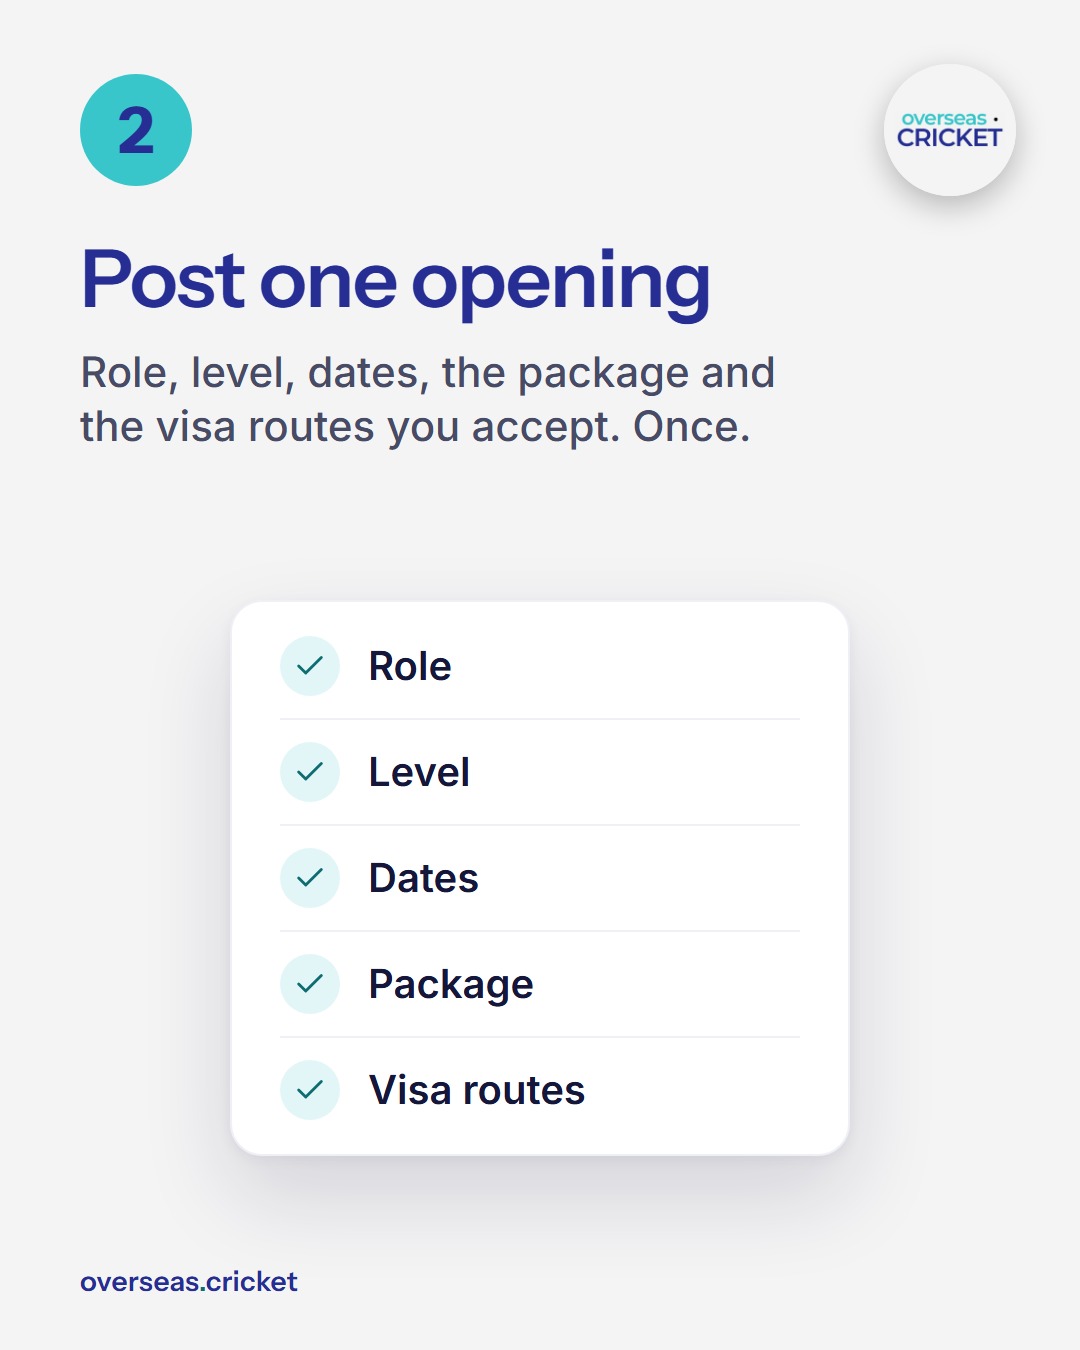 2
overseas
CRICKET
Post one opening
Role, level, dates, the package and
the visa routes you accept. Once.
Role
Level
Dates
Package
Visa routes
overseas.cricket